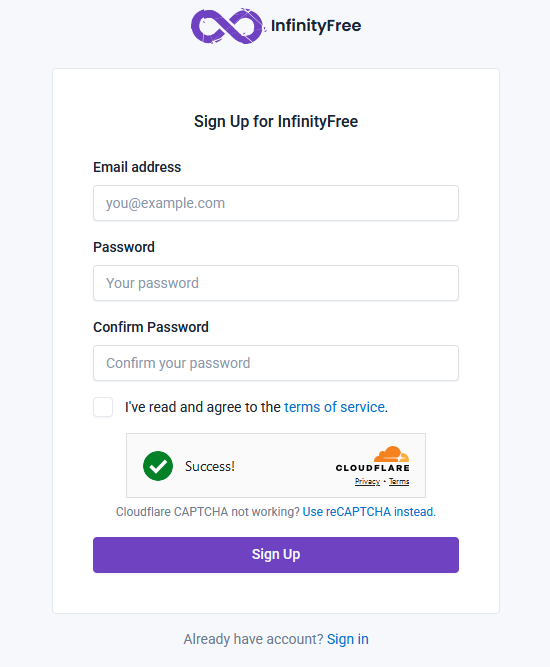 InfinityFree
Sign Up for InfinityFree
Email address
you@example.com
Password
Your password
Confirm Password
Confirm your password
I've read and agree to the terms of service.
Success!
CLOUDFLARE
Privacy • Terms
Cloudflare CAPTCHA not working? Use reCAPTCHA instead.
Sign Up
Already have account? Sign in